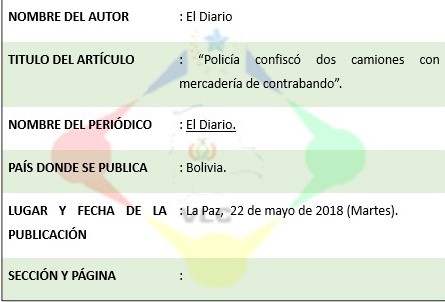 NOMBRE DEL AUTOR : El Diario
TITULO DEL ARTÍCULO : “Policía confiscó dos camiones con
mercadería de contrabando”.
NOMBRE DEL PERIÓDICO : El Diario.
PAÍS DONDE SE PUBLICA : Bolivia.
LUGAR Y FECHA DE LA : La Paz, 22 de mayo de 2018 (Martes).
PUBLICACIÓN
SECCIÓN Y PÁGINA :